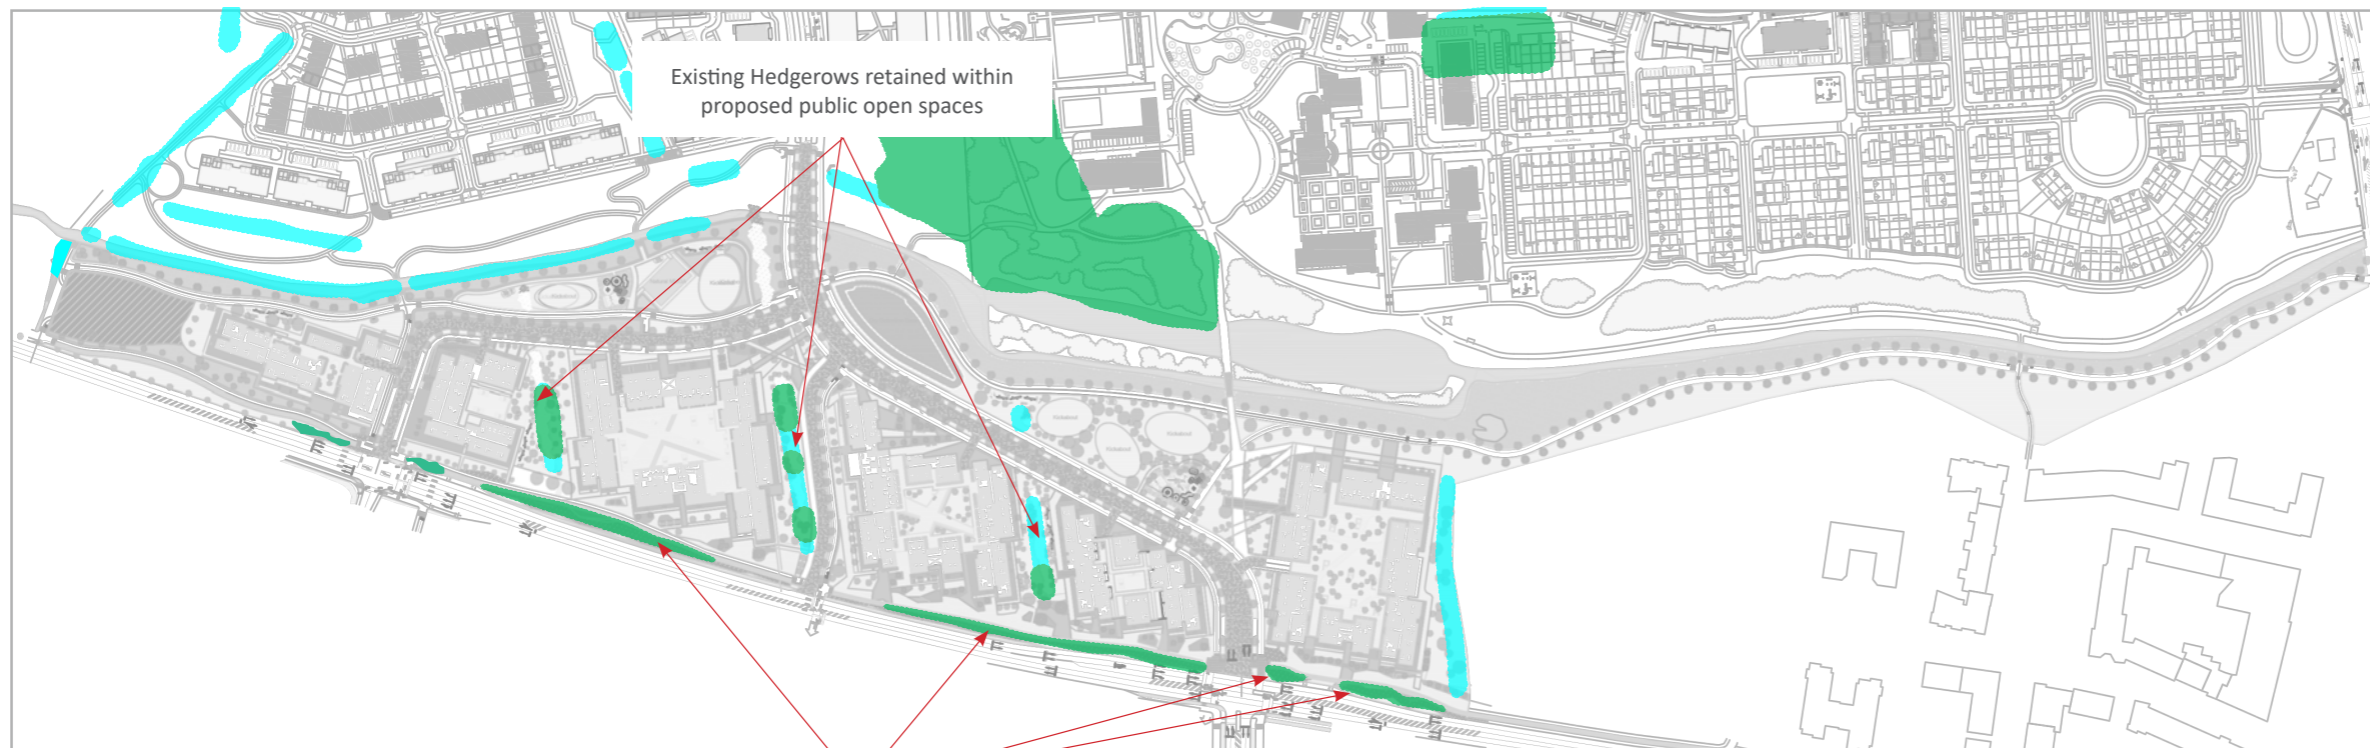 Existing Hedgerows retained within
proposed public open spaces